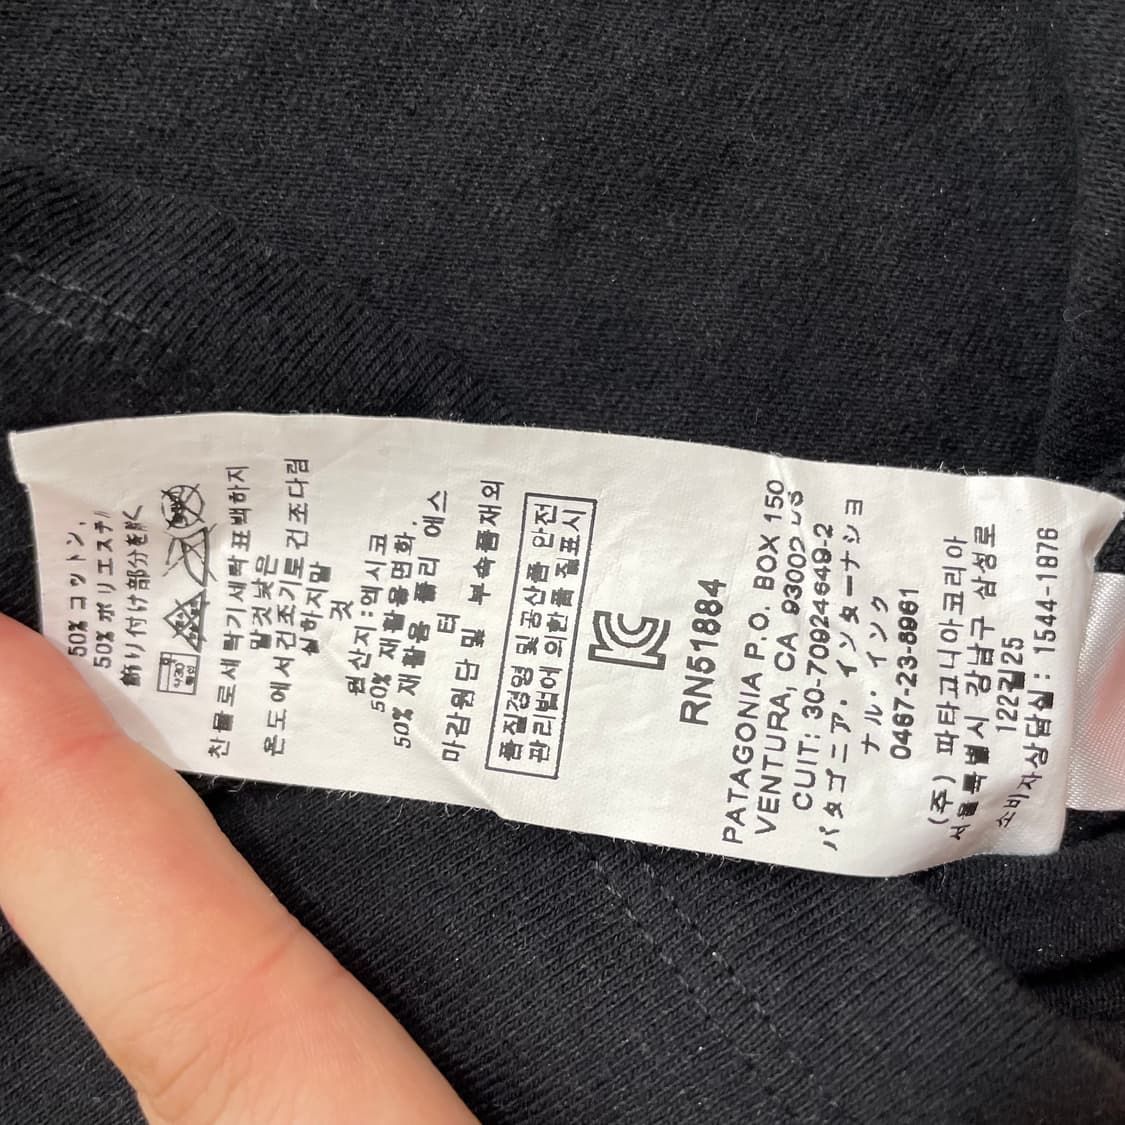 50% コットン,
50% ポリエステル
飾り付け部分を除く
찬물로세탁기세탁표백하지
말것낮은
온도에서건조기로건조다림
질하지말
것
원산지:멕시코
50% 재활용면화,
50% 재활용 폴리 에스
터
마감원단 및 부속품제외
품질경영 및 공산품 안전
관리법에 의한 품질표시
RN51884
PATAGONIA P.O. BOX 150
VENTURA, CA 93002 US
CUIT: 30-70924649-2
パタゴニア・インターナショ
ナル・インク
0467-23-8961
(주) 파타고니아코리아
서울특별시 강남구 삼성로
122길25
소비자상담실: 1544-1876